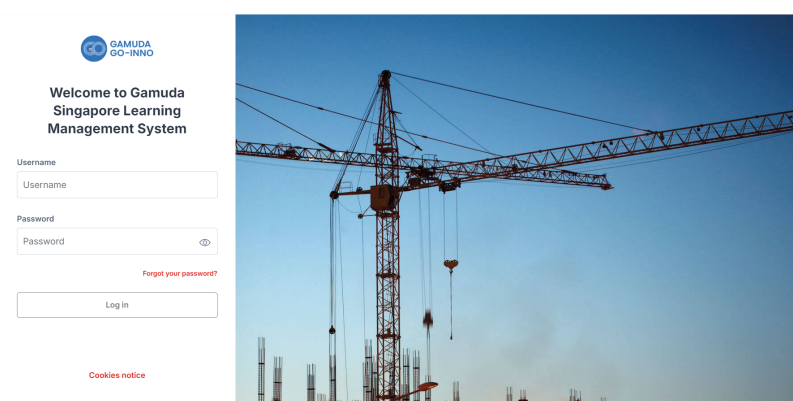 GAMUDA
GO-INNO
Welcome to Gamuda
Singapore Learning
Management System
Username
Username
Password
Password
Forgot your password?
Log in
Cookies notice